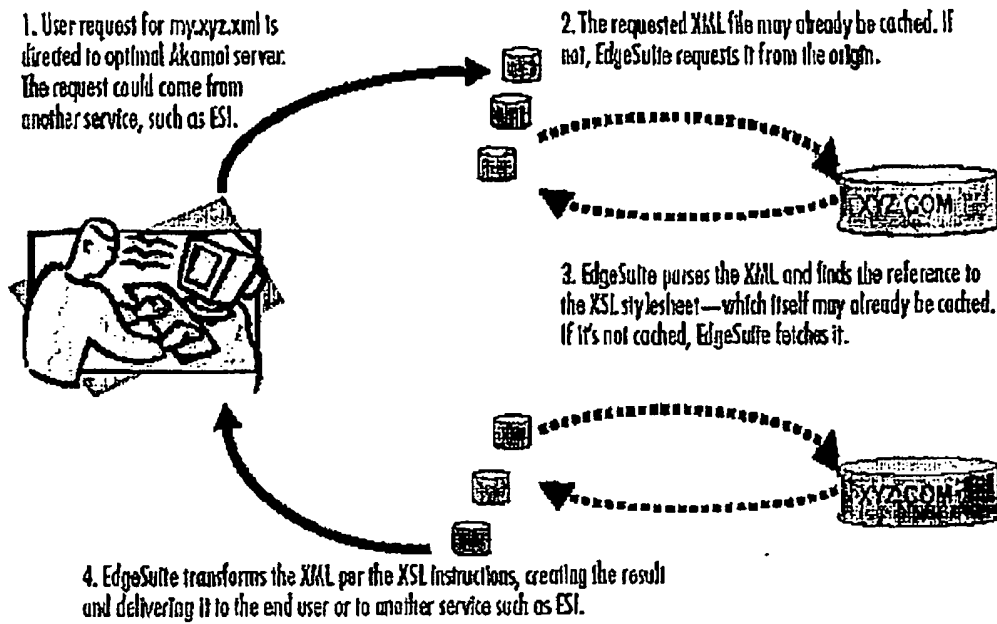 1. User request for my.xyz.xml is
directed to optimal Akamai server.
The request could come from
another service, such as ESI.
2. The requested XML file may already be cached. If
not, EdgeSuite requests it from the origin.
XYZ.COM
3. EdgeSuite parses the XML and finds the reference to
the XSL stylesheet—which itself may already be cached.
If it's not cached, EdgeSuite fetches it.
XYZ.COM
4. EdgeSuite transforms the XML per the XSL instructions, creating the result
and delivering it to the end user or to another service such as ESI.